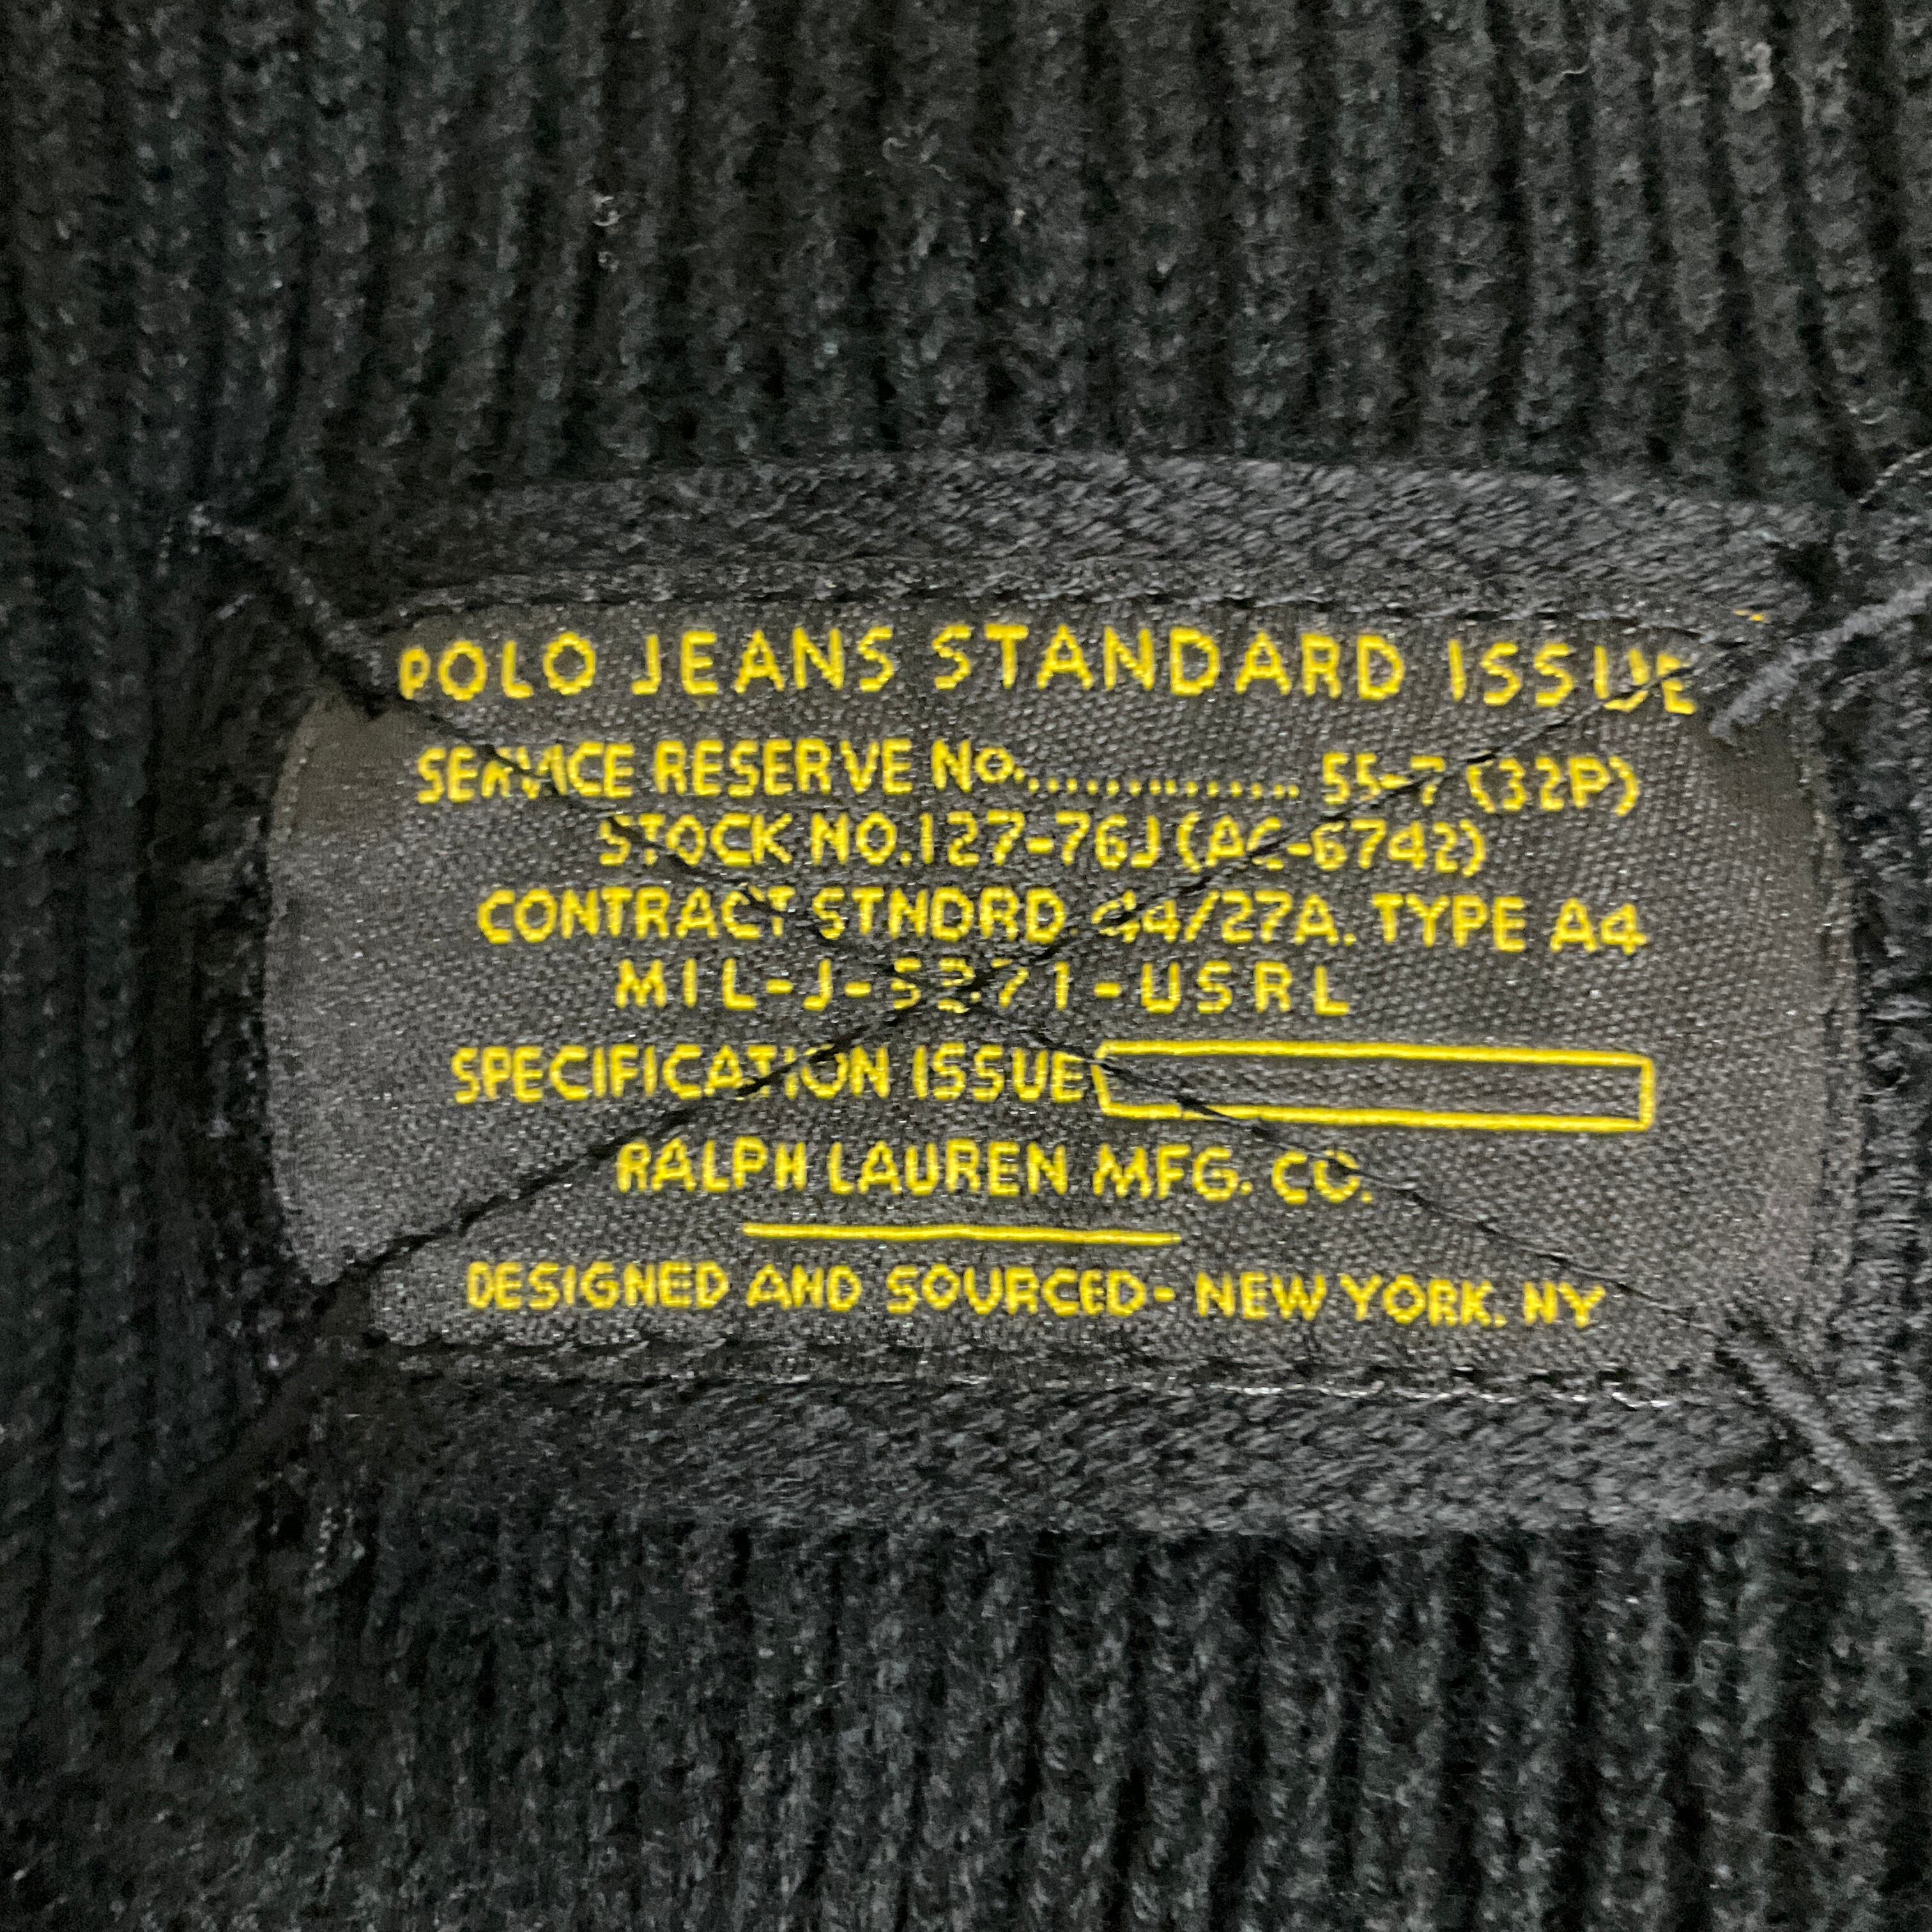 POLO JEANS STANDARD ISSUE
SERVICE RESERVE No............... 55-7 (32P)
STOCK NO.127-76J (AC-6742)
CONTRACT STNDRD. 44/27A. TYPE A4
MIL-J-5371-USRL
SPECIFICATION ISSUE
RALPH LAUREN MFG. CO.
DESIGNED AND SOURCED- NEW YORK. NY